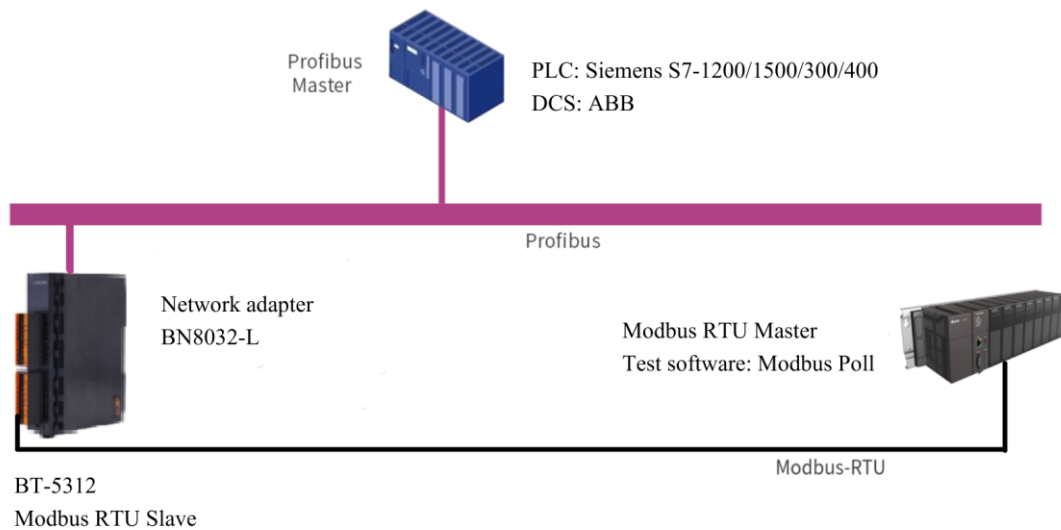 Profibus
Master
PLC: Siemens S7-1200/1500/300/400
DCS: ABB
Profibus
Network adapter
BN8032-L
Modbus RTU Master
Test software: Modbus Poll
Modbus-RTU
BT-5312
Modbus RTU Slave